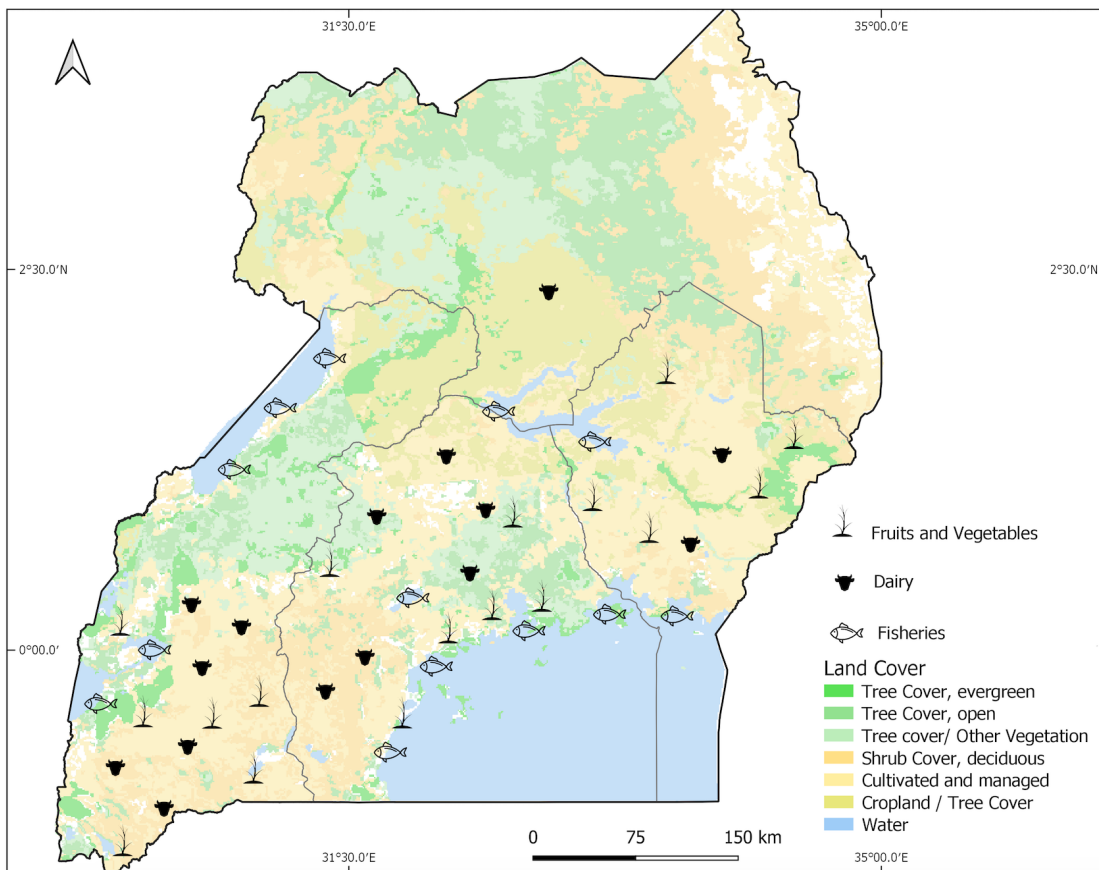 31°30.0′E
35°00.0′E
2°30.0′N
2°30.0′N
Fruits and Vegetables
Dairy
Fisheries
0°00.0′
Land Cover
Tree Cover, evergreen
Tree Cover, open
Tree cover/ Other Vegetation
Shrub Cover, deciduous
Cultivated and managed
Cropland / Tree Cover
Water
0 75 150 km
31°30.0′E
35°00.0′E